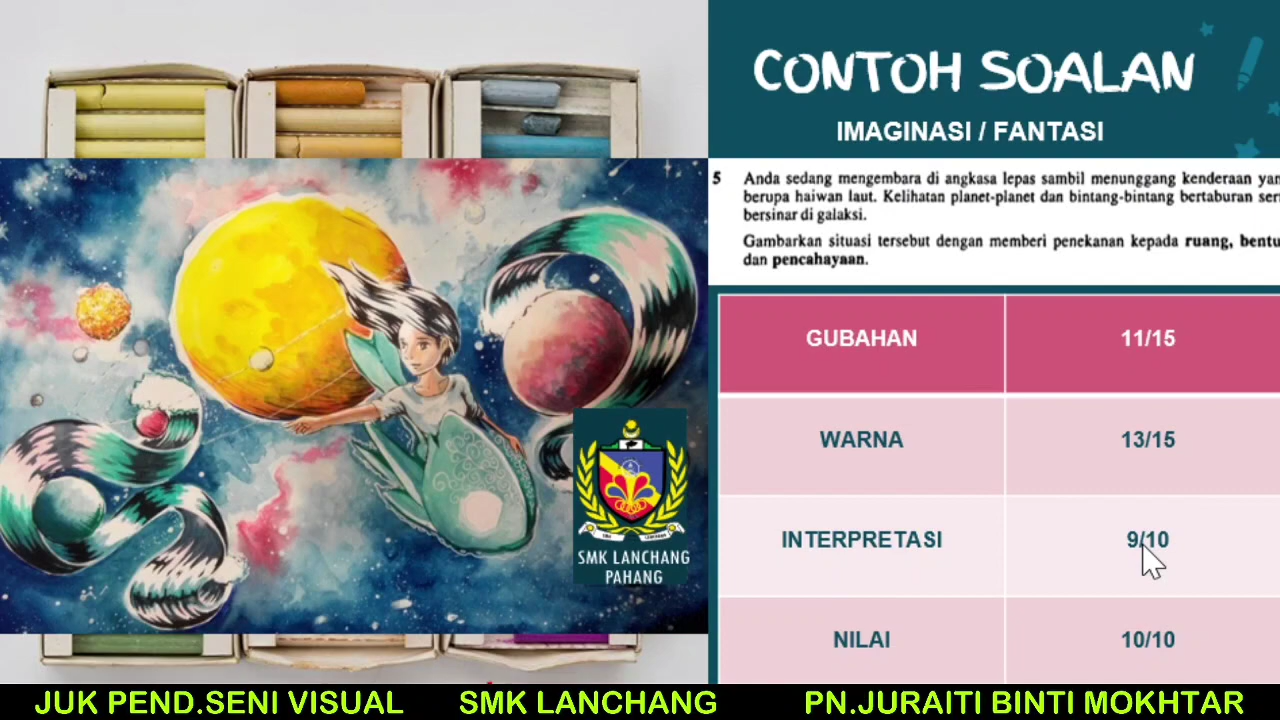 CONTOH SOALAN
IMAGINASI / FANTASI
5 Anda sedang mengembara di angkasa lepas sambil menunggang kenderaan yan
berupa haiwan laut. Kelihatan planet-planet dan bintang-bintang bertaburan ser
bersinar di galaksi.
Gambarkan situasi tersebut dengan memberi penekanan kepada ruang, bentu
dan pencahayaan.
GUBAHAN 11/15
WARNA 13/15
INTERPRETASI 9/10
NILAI 10/10
SMK LANCHANG
PAHANG
JUK PEND.SENI VISUAL SMK LANCHANG PN.JURAITI BINTI MOKHTAR